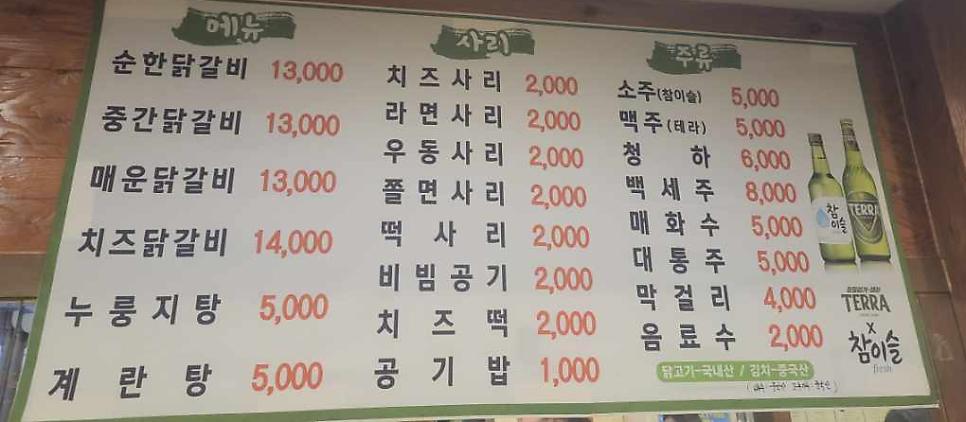 메뉴
순한닭갈비 13,000
중간닭갈비 13,000
매운닭갈비 13,000
치즈닭갈비 14,000
누룽지탕 5,000
계란탕 5,000
사리
치즈사리 2,000
라면사리 2,000
우동사리 2,000
쫄면사리 2,000
떡사리 2,000
비빔공기 2,000
치즈떡 2,000
공기밥 1,000
주류
소주(참이슬) 5,000
맥주(테라) 5,000
청하 6,000
백세주 8,000
매화수 5,000
대통주 5,000
막걸리 4,000
음료수 2,000
닭고기-국내산 / 김치-중국산
참이슬
TERRA
TERRA
X
참이슬
fresh